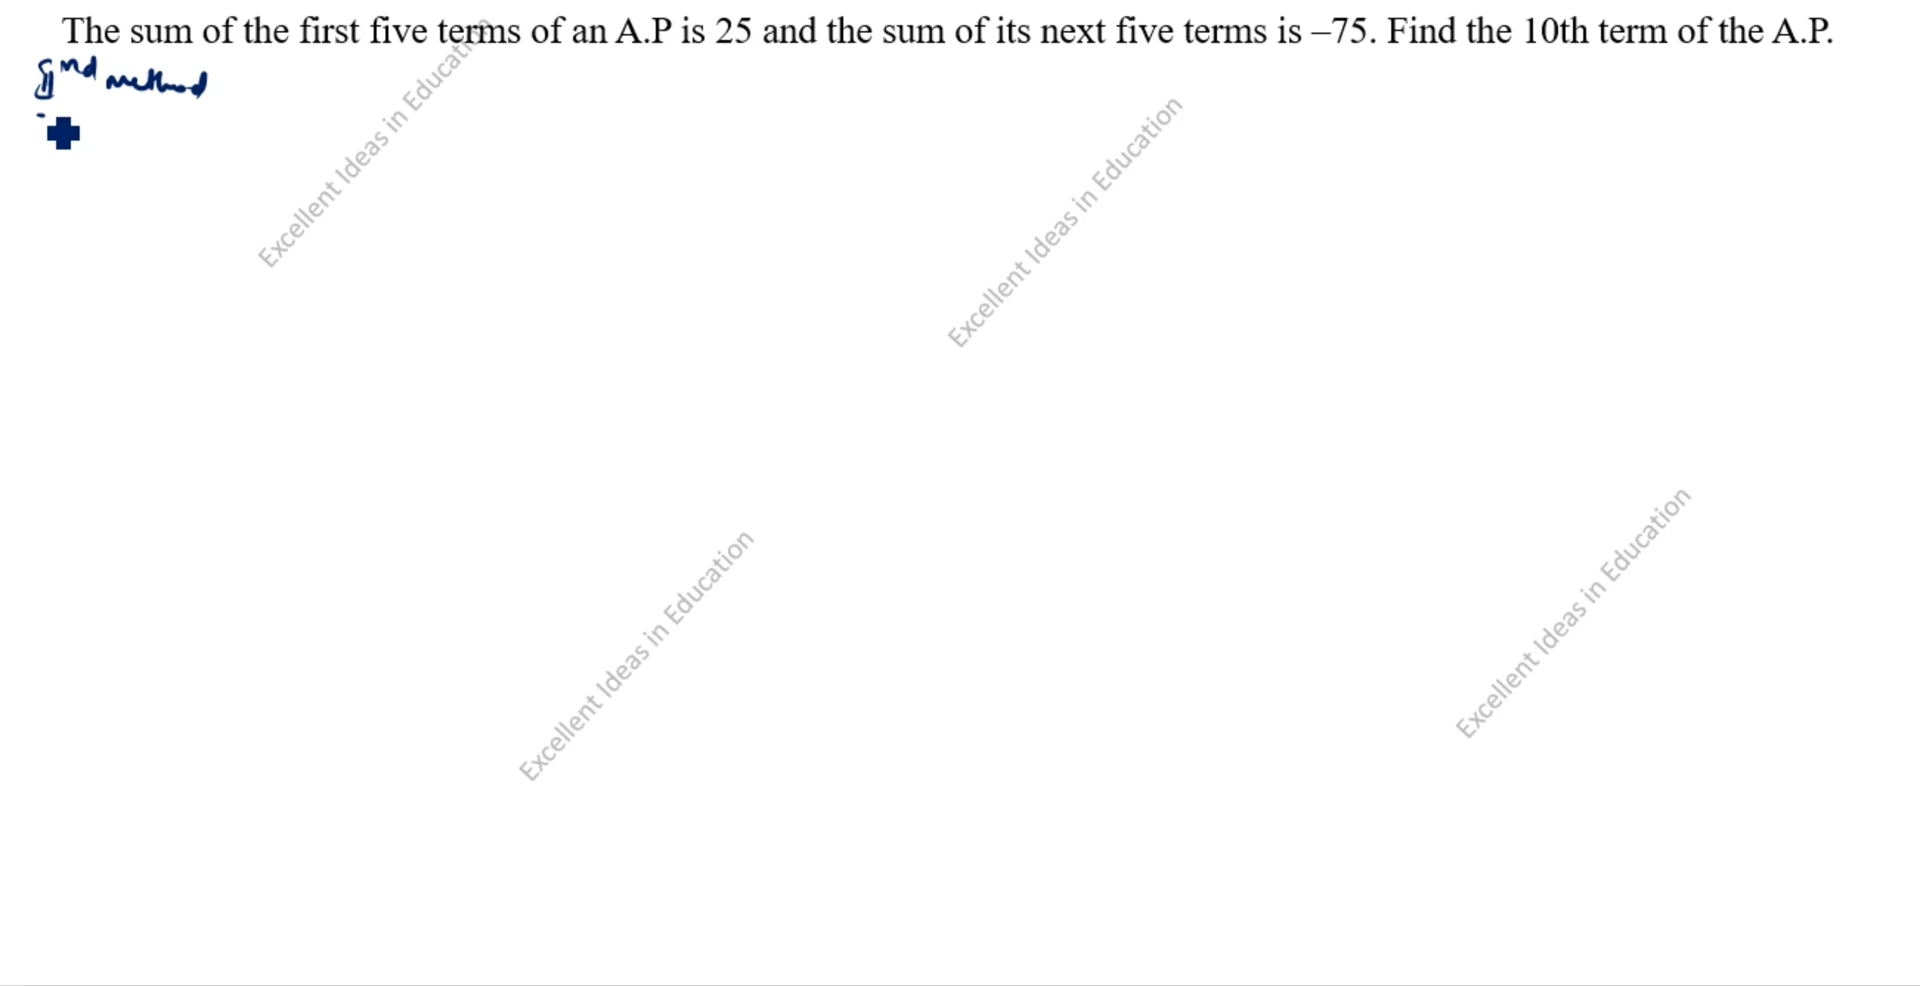 The sum of the first five terms of an A.P is 25 and the sum of its next five terms is –75. Find the 10th term of the A.P.
IInd method
Excellent Ideas in Education
Excellent Ideas in Education
Excellent Ideas in Education
Excellent Ideas in Education